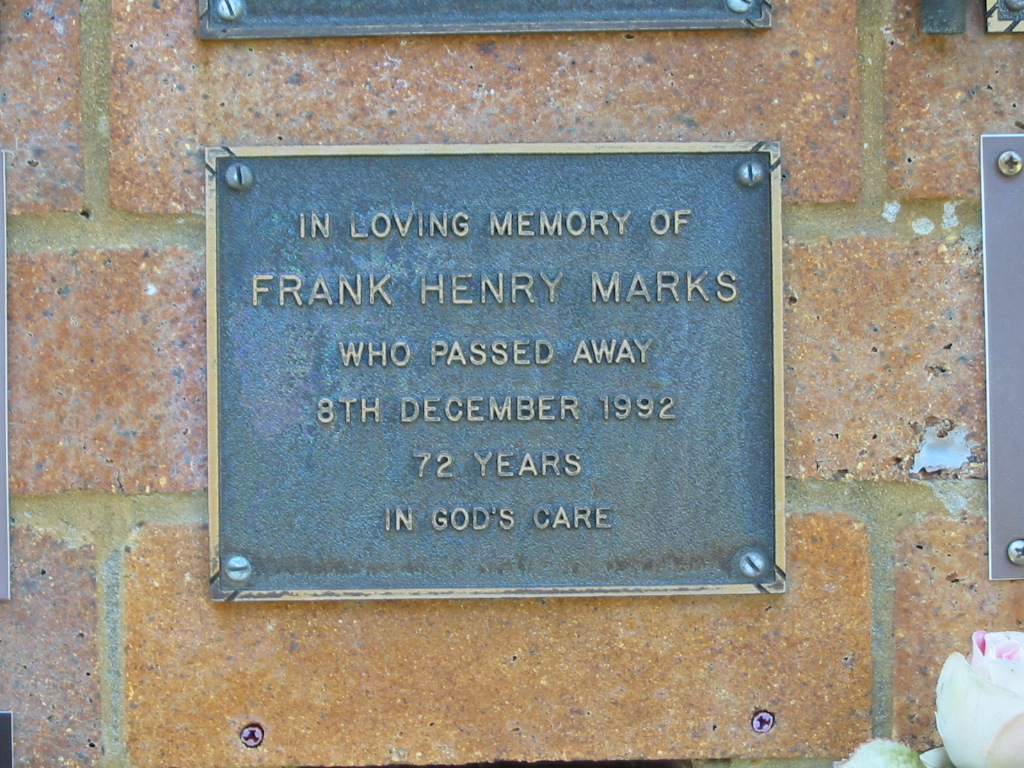 IN LOVING MEMORY OF
FRANK HENRY MARKS
WHO PASSED AWAY
8TH DECEMBER 1992
72 YEARS
IN GOD'S CARE